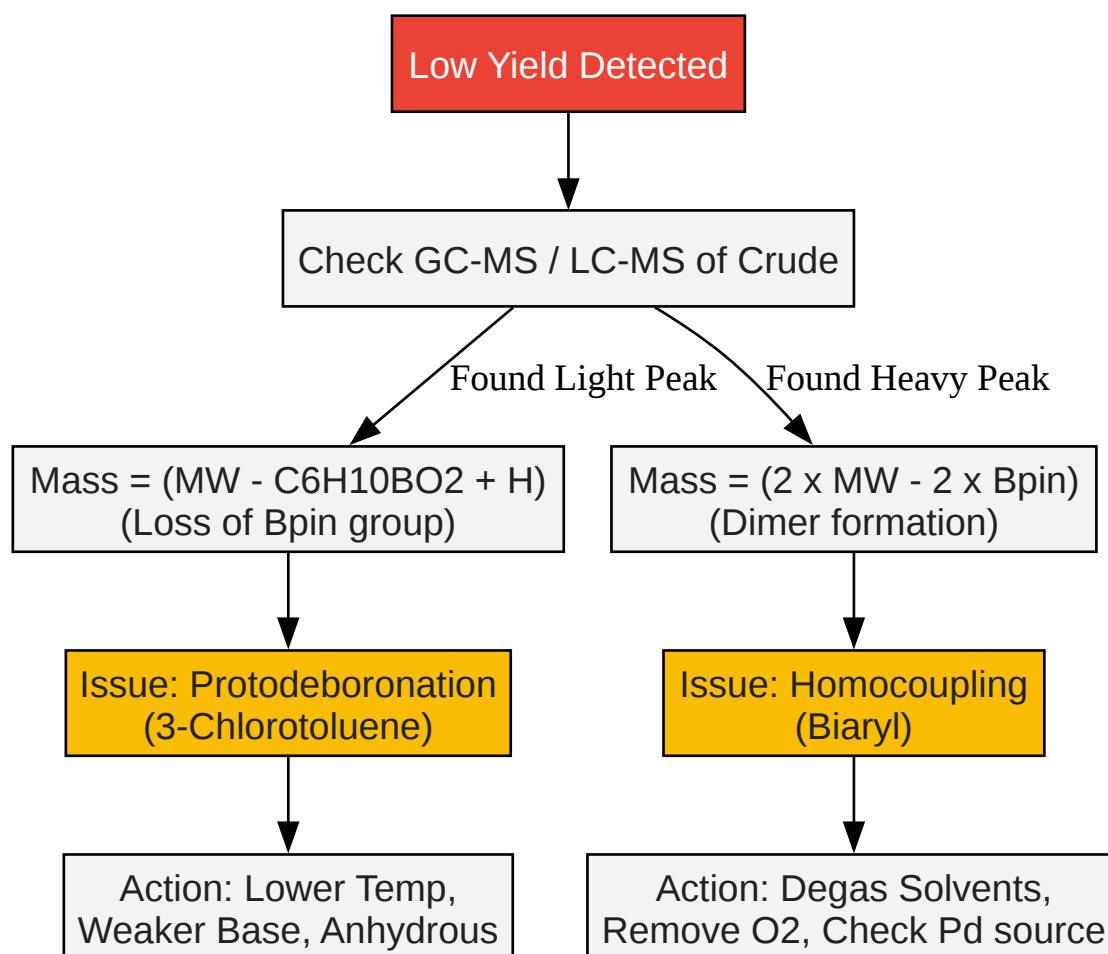 Low Yield Detected
Check GC-MS / LC-MS of Crude
Found Light Peak
Found Heavy Peak
Mass = (MW - C6H10BO2 + H)
(Loss of Bpin group)
Mass = (2 x MW - 2 x Bpin)
(Dimer formation)
Issue: Protodeboronation
(3-Chlorotoluene)
Issue: Homocoupling
(Biaryl)
Action: Lower Temp,
Weaker Base, Anhydrous
Action: Degas Solvents,
Remove O2, Check Pd source